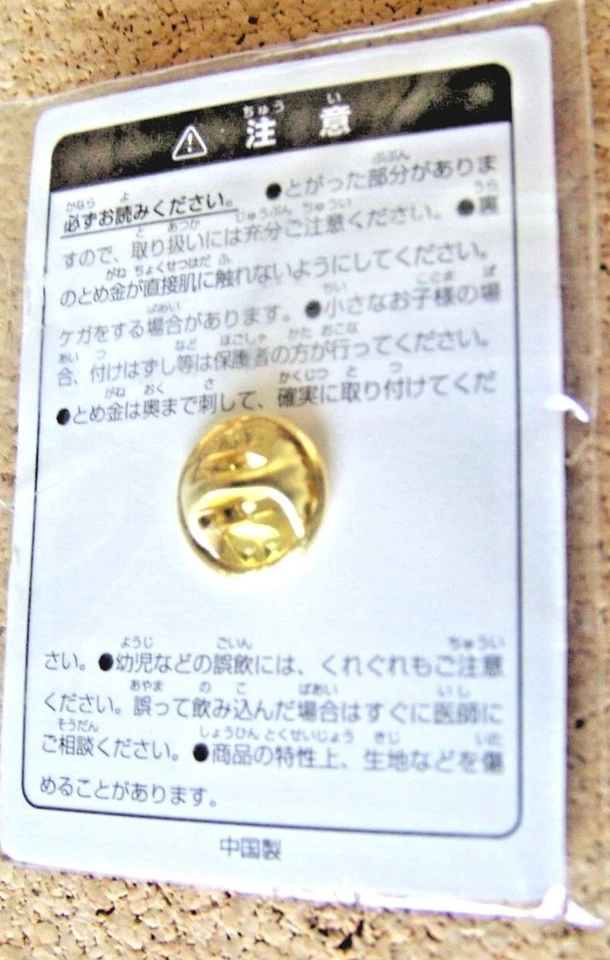 注意
必ずお読みください。 ●とがった部分がありま
すので、取り扱いには充分ご注意ください。●裏
のとめ金が直接肌に触れないようにしてください。
ケガをする場合があります。●小さなお子様の場
合、付けはずし等は保護者の方が行ってください。
●とめ金は奥まで刺して、確実に取り付けてくだ
さい。●幼児などの誤飲には、くれぐれもご注意
ください。誤って飲み込んだ場合はすぐに医師に
ご相談ください。●商品の特性上、生地などを傷
めることがあります。
中国製